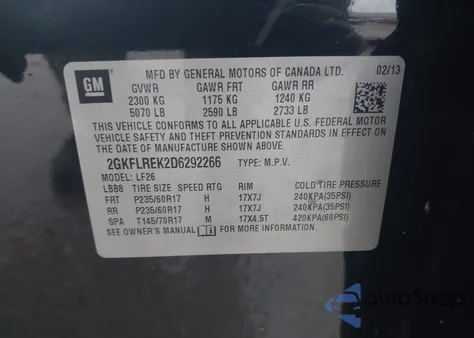 GM MFD BY GENERAL MOTORS OF CANADA LTD. 02/13
GVWR GAWR FRT GAWR RR
2300 KG 1175 KG 1240 KG
5070 LB 2590 LB 2733 LB
THIS VEHICLE CONFORMS TO ALL APPLICABLE U.S. FEDERAL MOTOR VEHICLE
SAFETY AND THEFT PREVENTION STANDARDS IN EFFECT ON
THE DATE OF MANUFACTURE SHOWN ABOVE.
2GKFLREK2D6292266 TYPE: M.P.V.
MODEL: LF26
LBB8 TIRE SIZE SPEED RTG RIM COLD TIRE PRESSURE
FRT P235/60R17 H 17X7J 240KPA(35PSI)
RR P235/60R17 H 17X7J 240KPA(35PSI)
SPA T145/70R17 M 17X4.5T 420KPA(60PSI)
SEE OWNER'S MANUAL FOR MORE INFORMATION.
AutoSnap